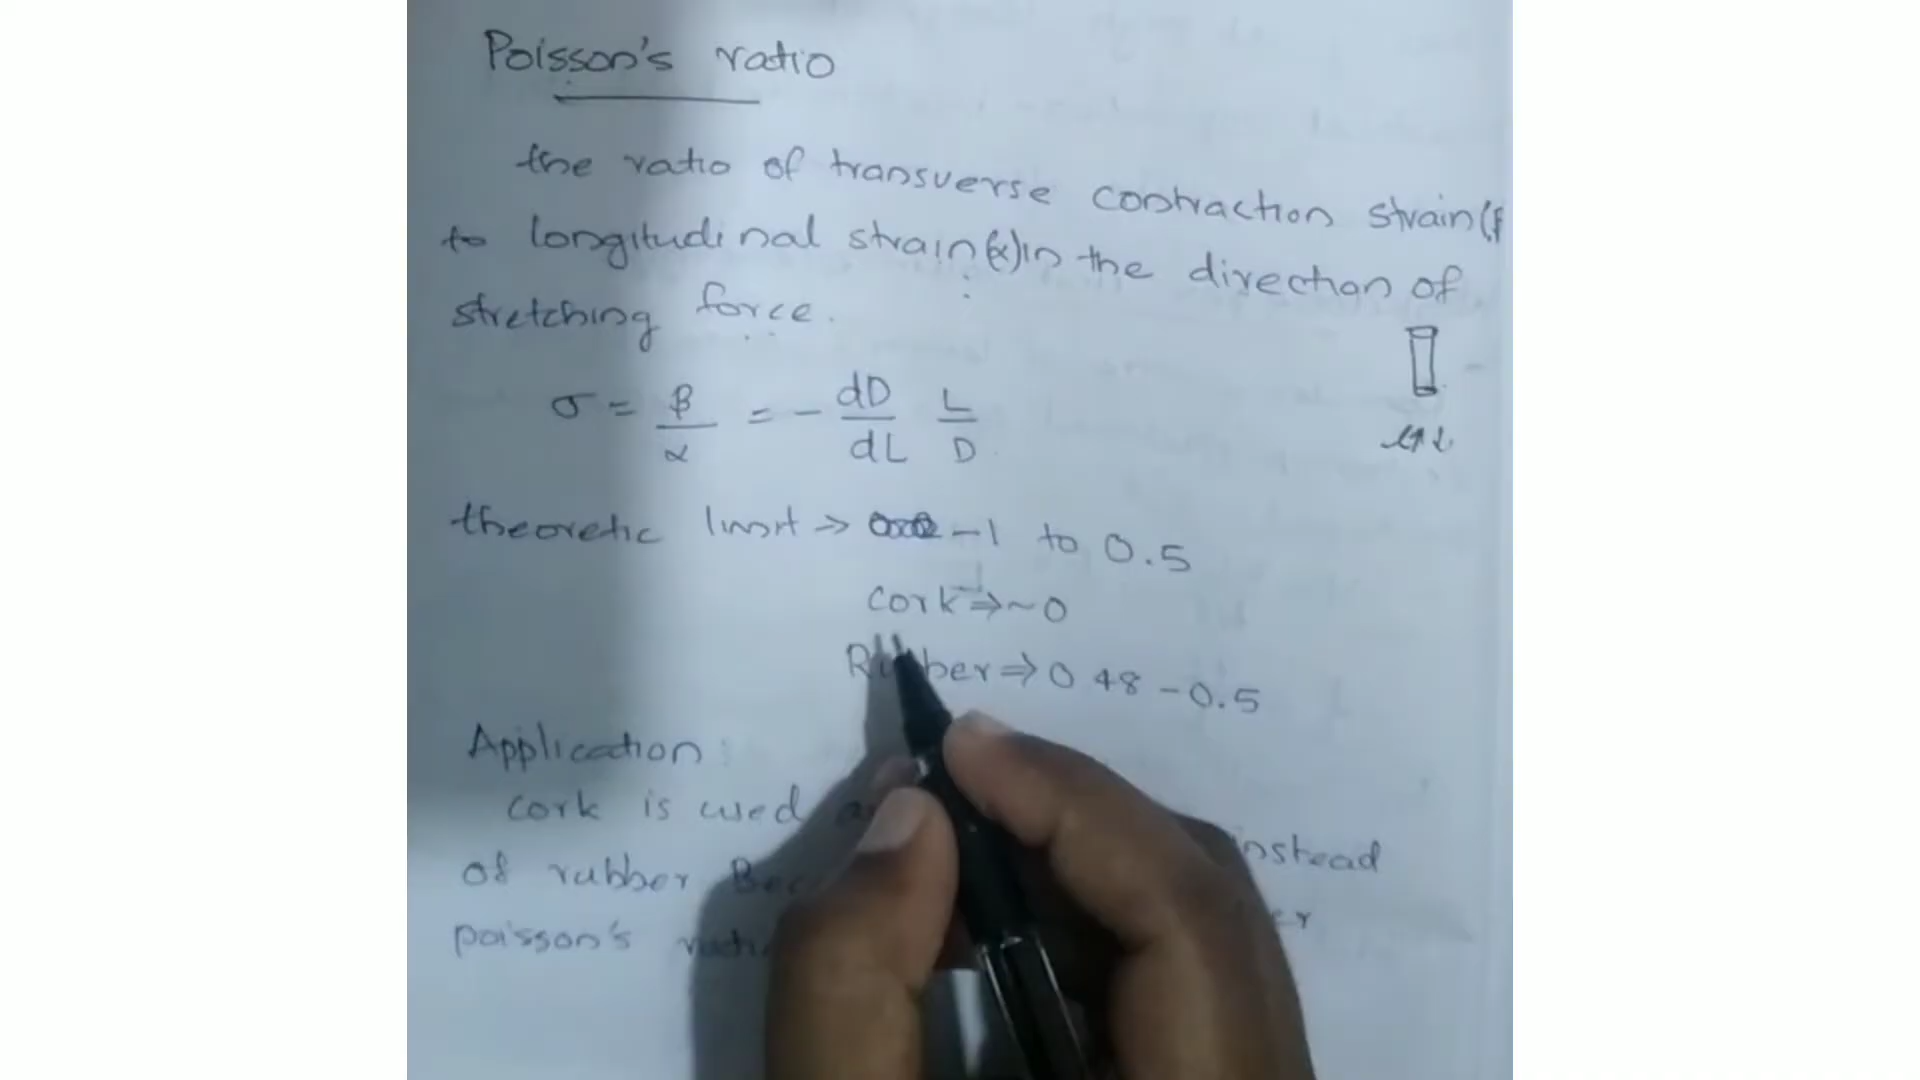 Poisson's ratio
the ratio of transverse contraction strain(β
to longitudinal strain(α)in the direction of
stretching force.
σ = β/α = - dD/dL L/D
theoretic limit → -1 to 0.5
cork ⇒ ~0
Rubber ⇒ 0.48 - 0.5
Application:
cork is used instead
of rubber
poisson's